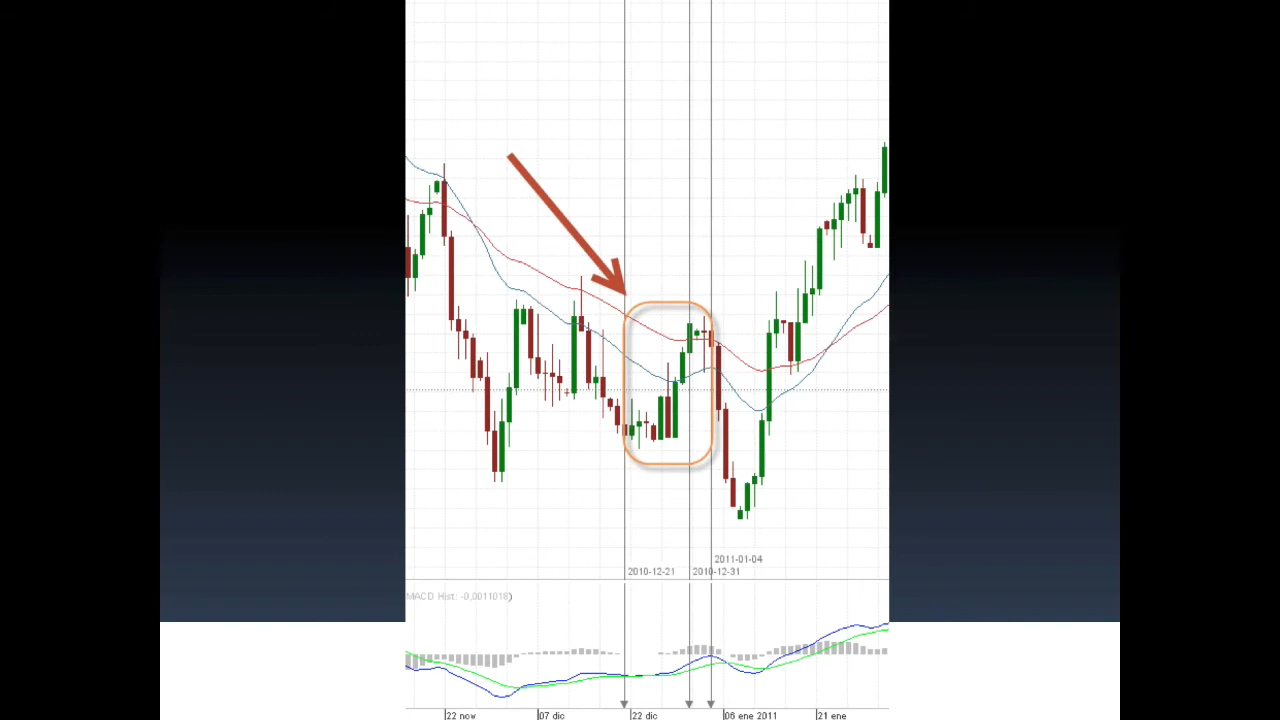 2011-01-04
2010-12-21 2010-12-31
MACD Hist: -0,0011018)
22 nov 07 dic 22 dic 06 ene 2011 21 ene